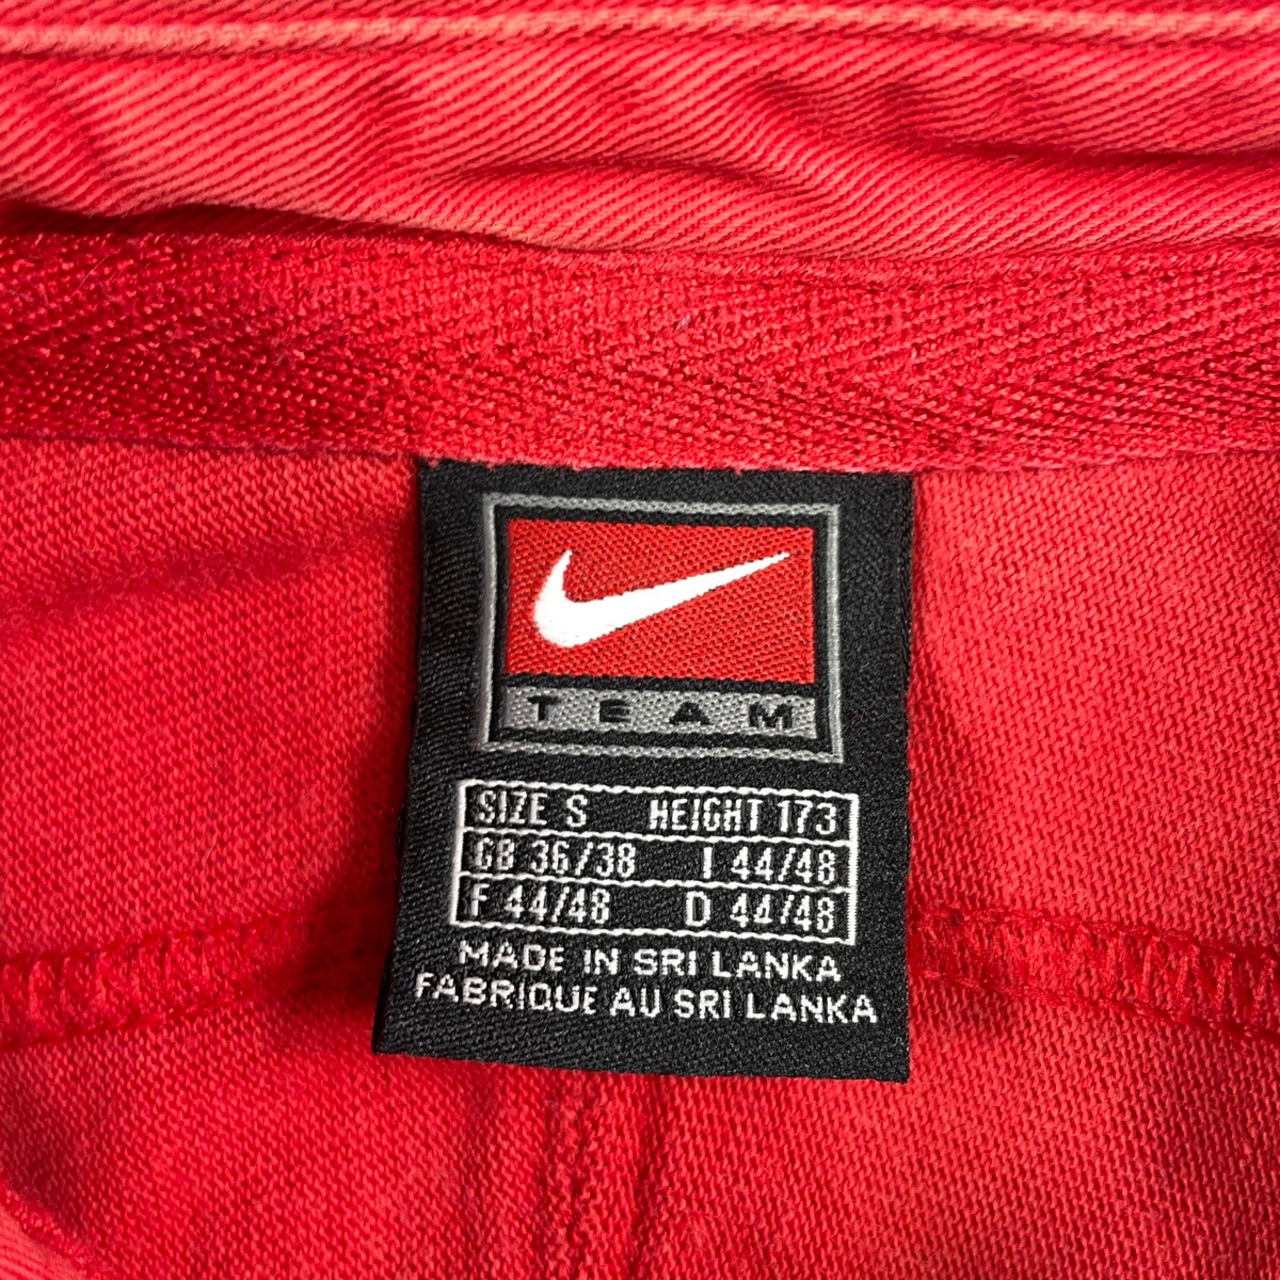 TEAM
SIZE S HEIGHT 173
GB 36/38 I 44/48
F 44/48 D 44/48
MADE IN SRI LANKA
FABRIQUE AU SRI LANKA